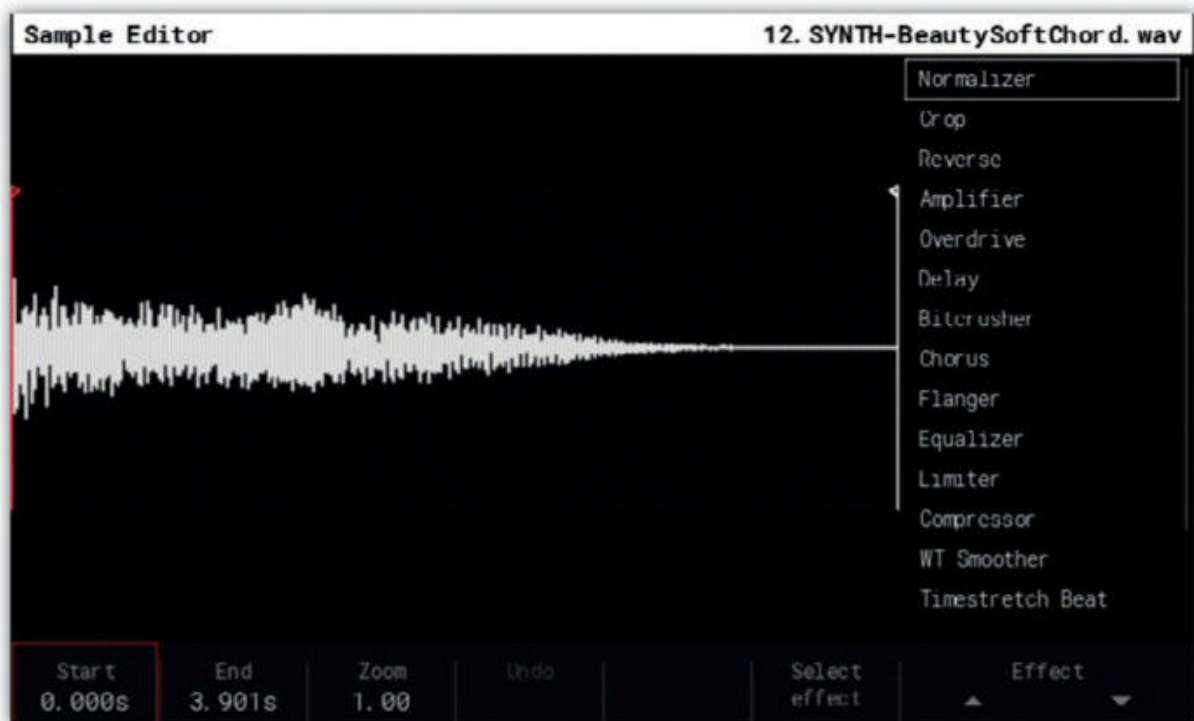 Sample Editor
12. SYNTH-BeautySoftChord.wav
Normalizer
Crop
Reverse
Amplifier
Overdrive
Delay
Bitcrusher
Chorus
Flanger
Equalizer
Limiter
Compressor
WT Smoother
Timestretch Beat
Start
0.000s
End
3.901s
Zoom
1.00
Undo
Select
effect
Effect